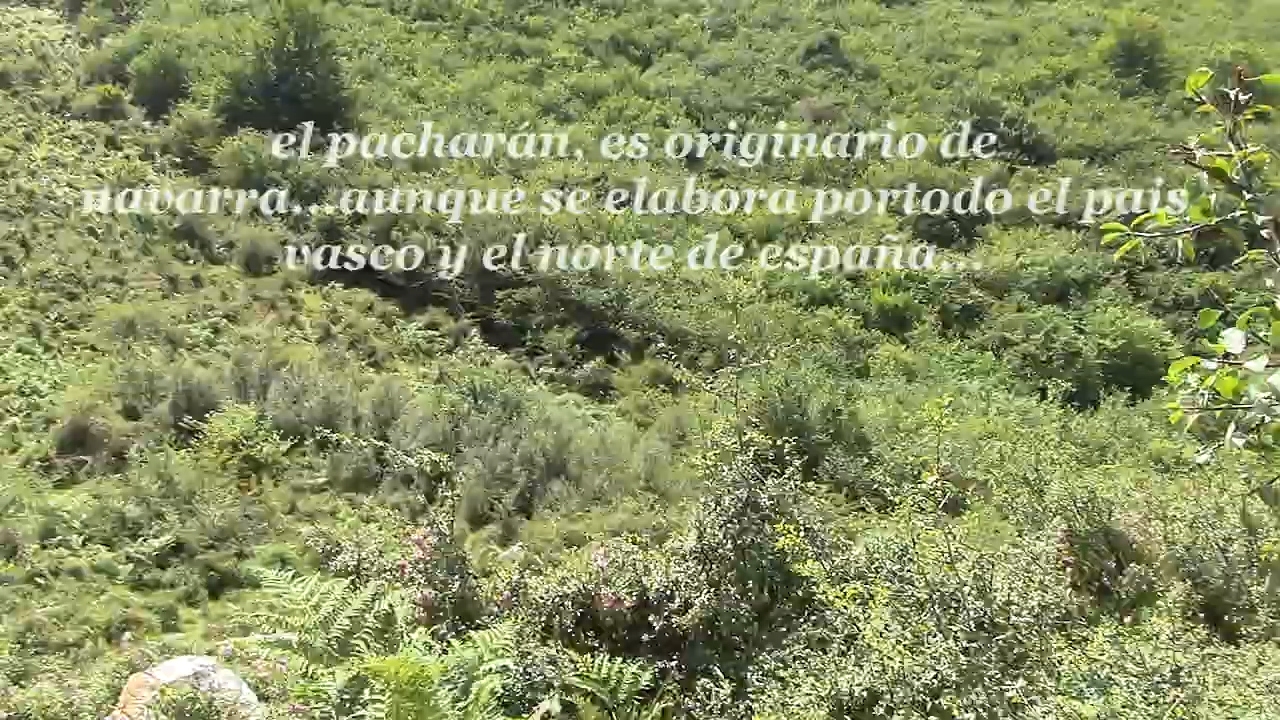 el pacharán, es originario de
navarra...aunque se elabora portodo el pais
vasco y el norte de españa...